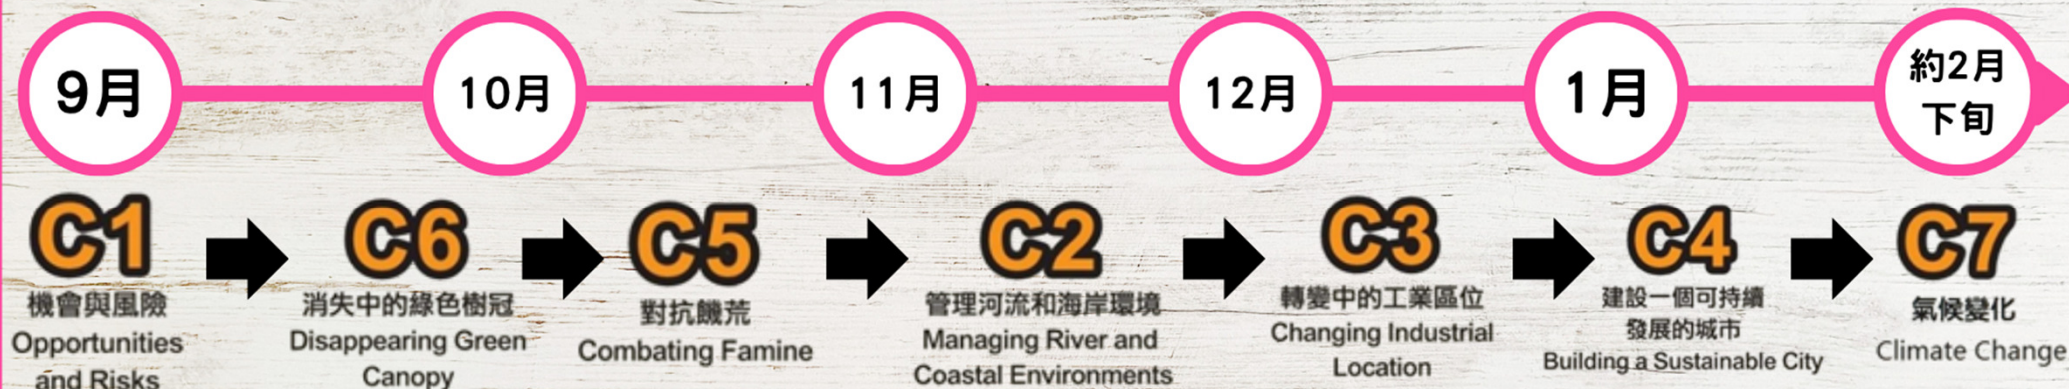 9月
10月
11月
12月
1月
約2月
下旬
C1
機會與風險
Opportunities
and Risks
C6
消失中的綠色樹冠
Disappearing Green
Canopy
C5
對抗饑荒
Combating Famine
C2
管理河流和海岸環境
Managing River and
Coastal Environments
C3
轉變中的工業區位
Changing Industrial
Location
C4
建設一個可持續
發展的城市
Building a Sustainable City
C7
氣候變化
Climate Change